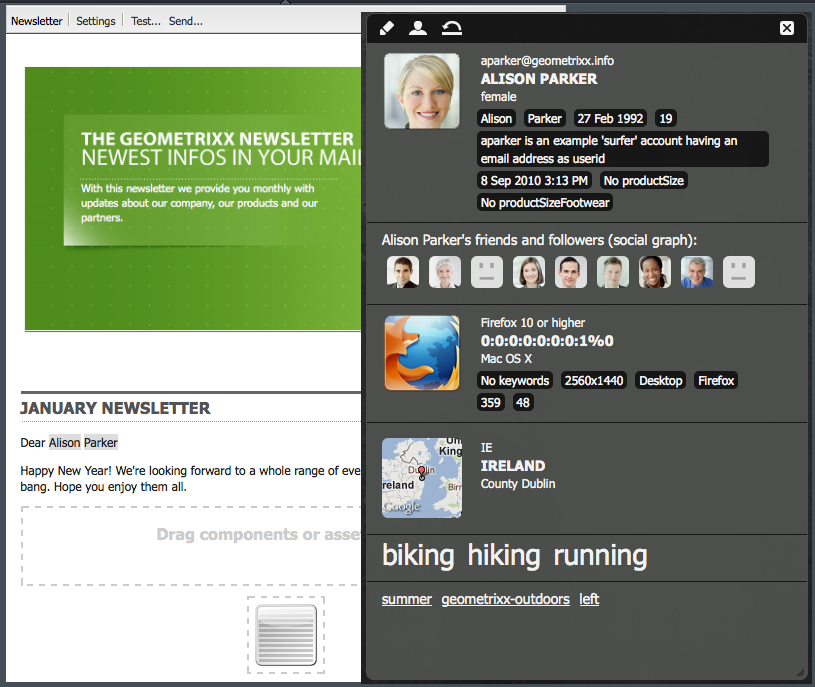 Newsletter Settings Test... Send...
THE GEOMETRIXX NEWSLETTER
NEWEST INFOS IN YOUR MAIL
With this newsletter we provide you monthly with
updates about our company, our products and our
partners.
JANUARY NEWSLETTER
Dear Alison Parker
Happy New Year! We're looking forward to a whole range of eve
bang. Hope you enjoy them all.
Drag components or asse
aparker@geometrixx.info
ALISON PARKER
female
Alison Parker 27 Feb 1992 19
aparker is an example 'surfer' account having an
email address as userid
8 Sep 2010 3:13 PM No productSize
No productSizeFootwear
Alison Parker's friends and followers (social graph):
Firefox 10 or higher
0:0:0:0:0:0:0:1%0
Mac OS X
No keywords 2560x1440 Desktop Firefox
359 48
Un
King
Dublin
reland
Birr
Google
IE
IRELAND
County Dublin
biking hiking running
summer geometrixx-outdoors left